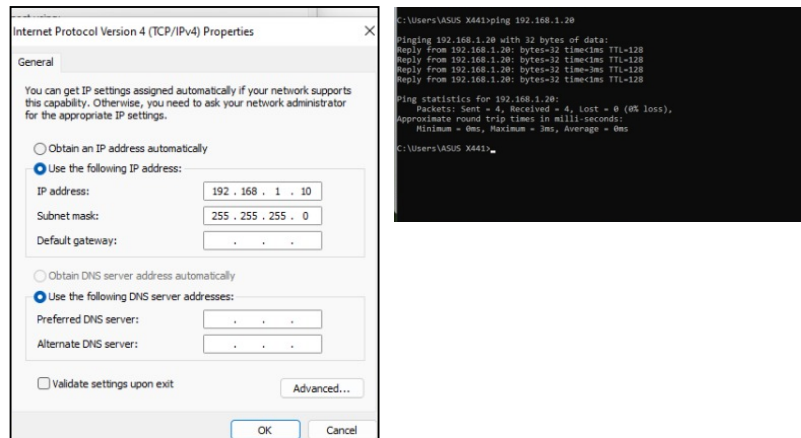 Internet Protocol Version 4 (TCP/IPv4) Properties
General
You can get IP settings assigned automatically if your network supports
this capability. Otherwise, you need to ask your network administrator
for the appropriate IP settings.
Obtain an IP address automatically
Use the following IP address:
IP address: 192 . 168 . 1 . 10
Subnet mask: 255 . 255 . 255 . 0
Default gateway: . . .
Obtain DNS server address automatically
Use the following DNS server addresses:
Preferred DNS server: . . .
Alternate DNS server: . . .
Validate settings upon exit
Advanced...
OK
Cancel
C:\Users\ASUS X441>ping 192.168.1.20
Pinging 192.168.1.20 with 32 bytes of data:
Reply from 192.168.1.20: bytes=32 time<1ms TTL=128
Reply from 192.168.1.20: bytes=32 time<1ms TTL=128
Reply from 192.168.1.20: bytes=32 time=3ms TTL=128
Reply from 192.168.1.20: bytes=32 time<1ms TTL=128
Ping statistics for 192.168.1.20:
Packets: Sent = 4, Received = 4, Lost = 0 (0% loss),
Approximate round trip times in milli-seconds:
Minimum = 0ms, Maximum = 3ms, Average = 0ms
C:\Users\ASUS X441>